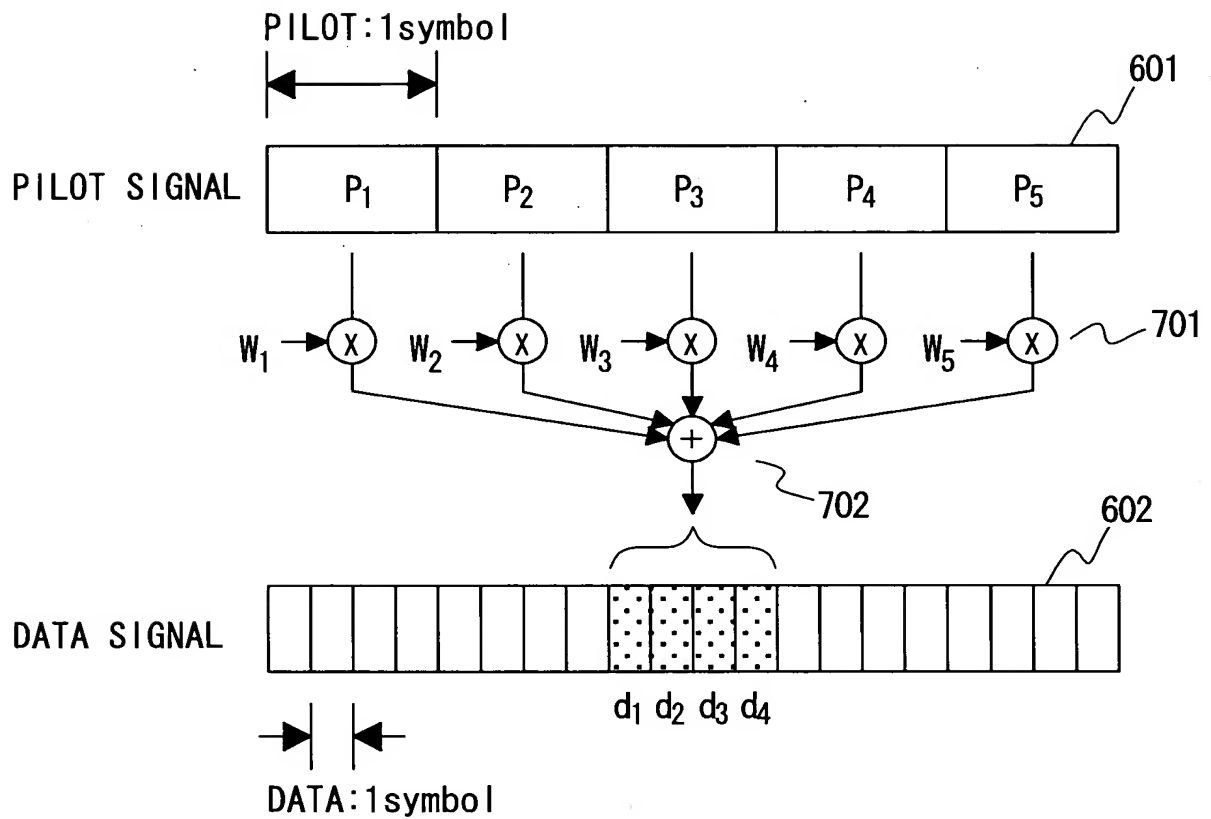 PILOT:1symbol
601
PILOT SIGNAL
P1 P2 P3 P4 P5
W1 X W2 X W3 X W4 X W5 X
701
+
702
602
DATA SIGNAL
d1 d2 d3 d4
DATA:1symbol